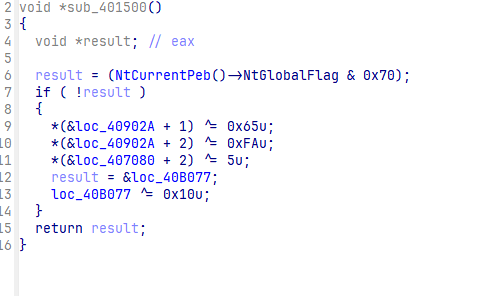 2 void *sub_401500()
3 {
4 void *result; // eax
5
6 result = (NtCurrentPeb()->NtGlobalFlag & 0x70);
7 if ( !result )
8 {
9 *(&loc_40902A + 1) ^= 0x65u;
10 *(&loc_40902A + 2) ^= 0xFAu;
11 *(&loc_407080 + 2) ^= 5u;
12 result = &loc_40B077;
13 loc_40B077 ^= 0x10u;
14 }
15 return result;
16 }